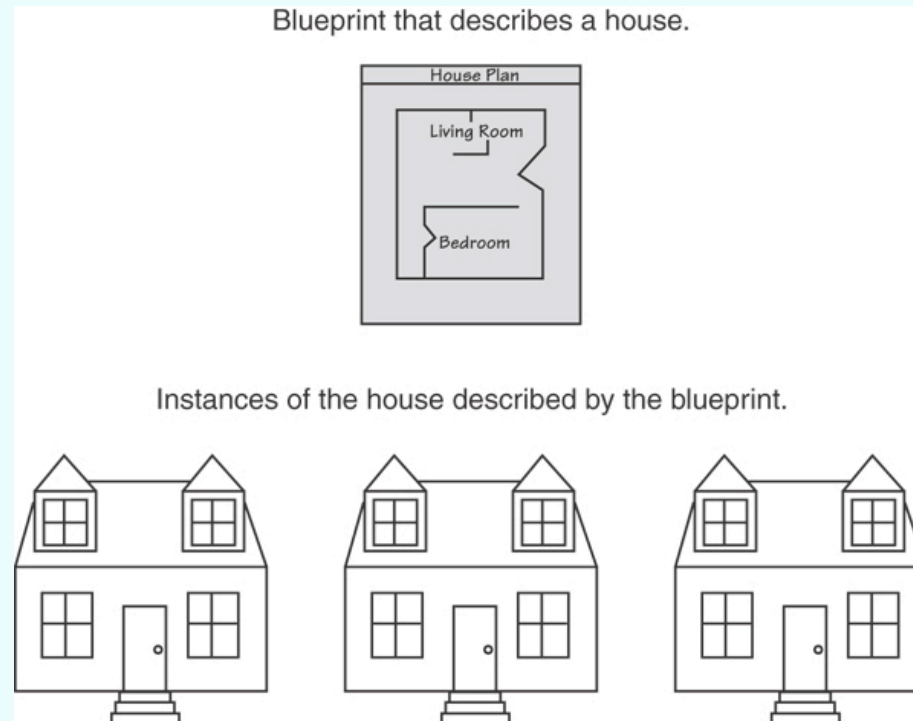 Blueprint that describes a house.
House Plan
Living Room
Bedroom
Instances of the house described by the blueprint.